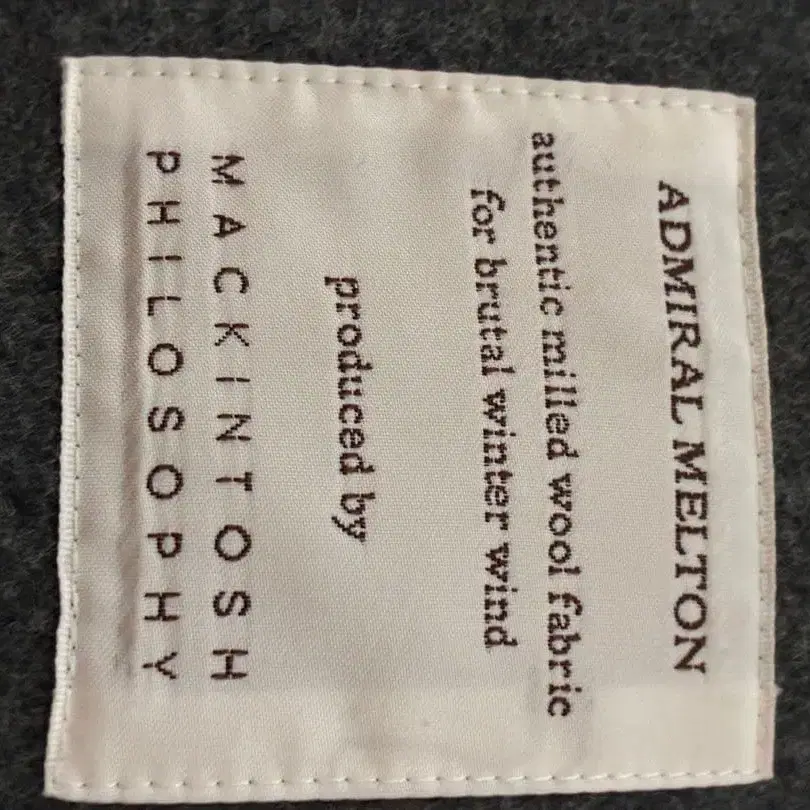 ADMIRAL MELTON
authentic milled wool fabric
for brutal winter wind
produced by
MACKINTOSH
PHILOSOPHY